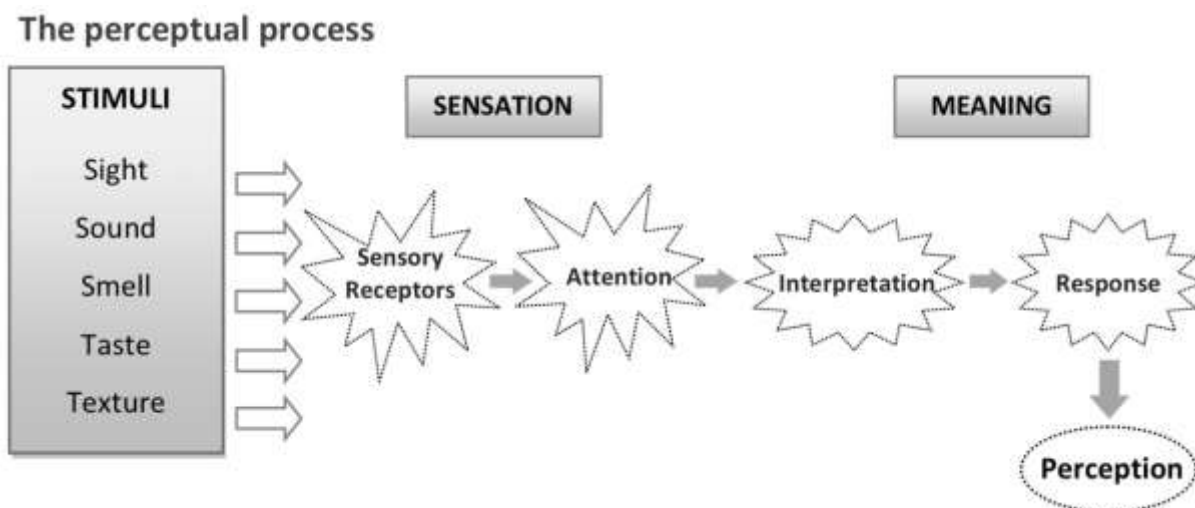 The perceptual process
STIMULI
Sight
Sound
Smell
Taste
Texture
SENSATION
Sensory
Receptors
Attention
MEANING
Interpretation
Response
Perception